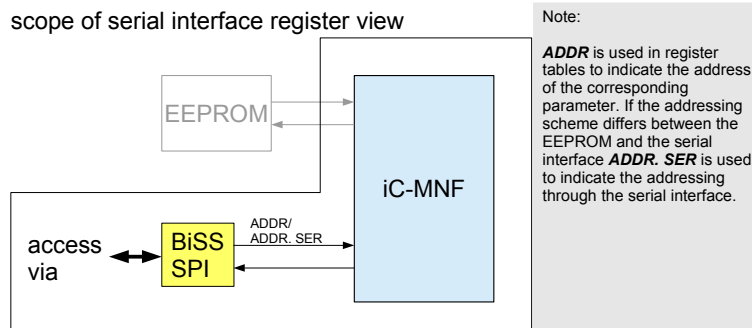 scope of serial interface register view
EEPROM
iC-MNF
access
via
BiSS
SPI
ADDR/
ADDR. SER
Note:
ADDR is used in register
tables to indicate the address
of the corresponding
parameter. If the addressing
scheme differs between the
EEPROM and the serial
interface ADDR. SER is used
to indicate the addressing
through the serial interface.